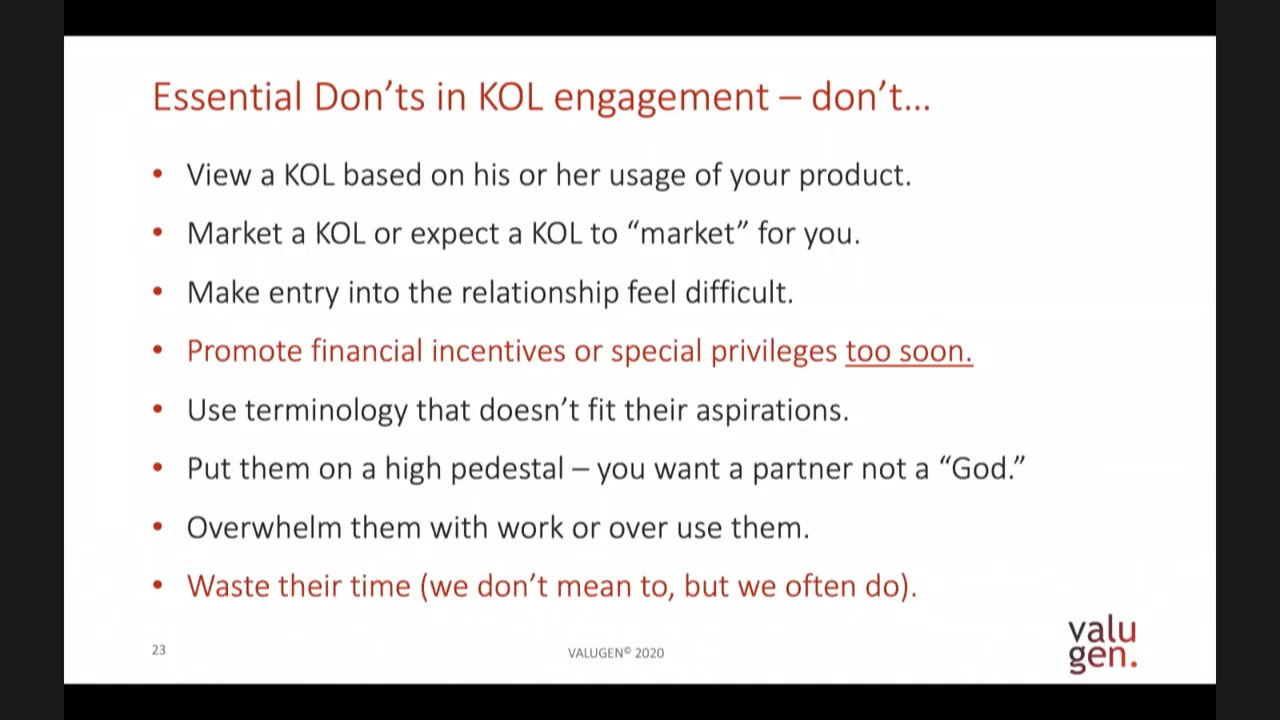 Essential Don’ts in KOL engagement – don’t…
• View a KOL based on his or her usage of your product.
• Market a KOL or expect a KOL to “market” for you.
• Make entry into the relationship feel difficult.
• Promote financial incentives or special privileges too soon.
• Use terminology that doesn’t fit their aspirations.
• Put them on a high pedestal – you want a partner not a “God.”
• Overwhelm them with work or over use them.
• Waste their time (we don’t mean to, but we often do).
23
VALUGEN© 2020
valu
gen.